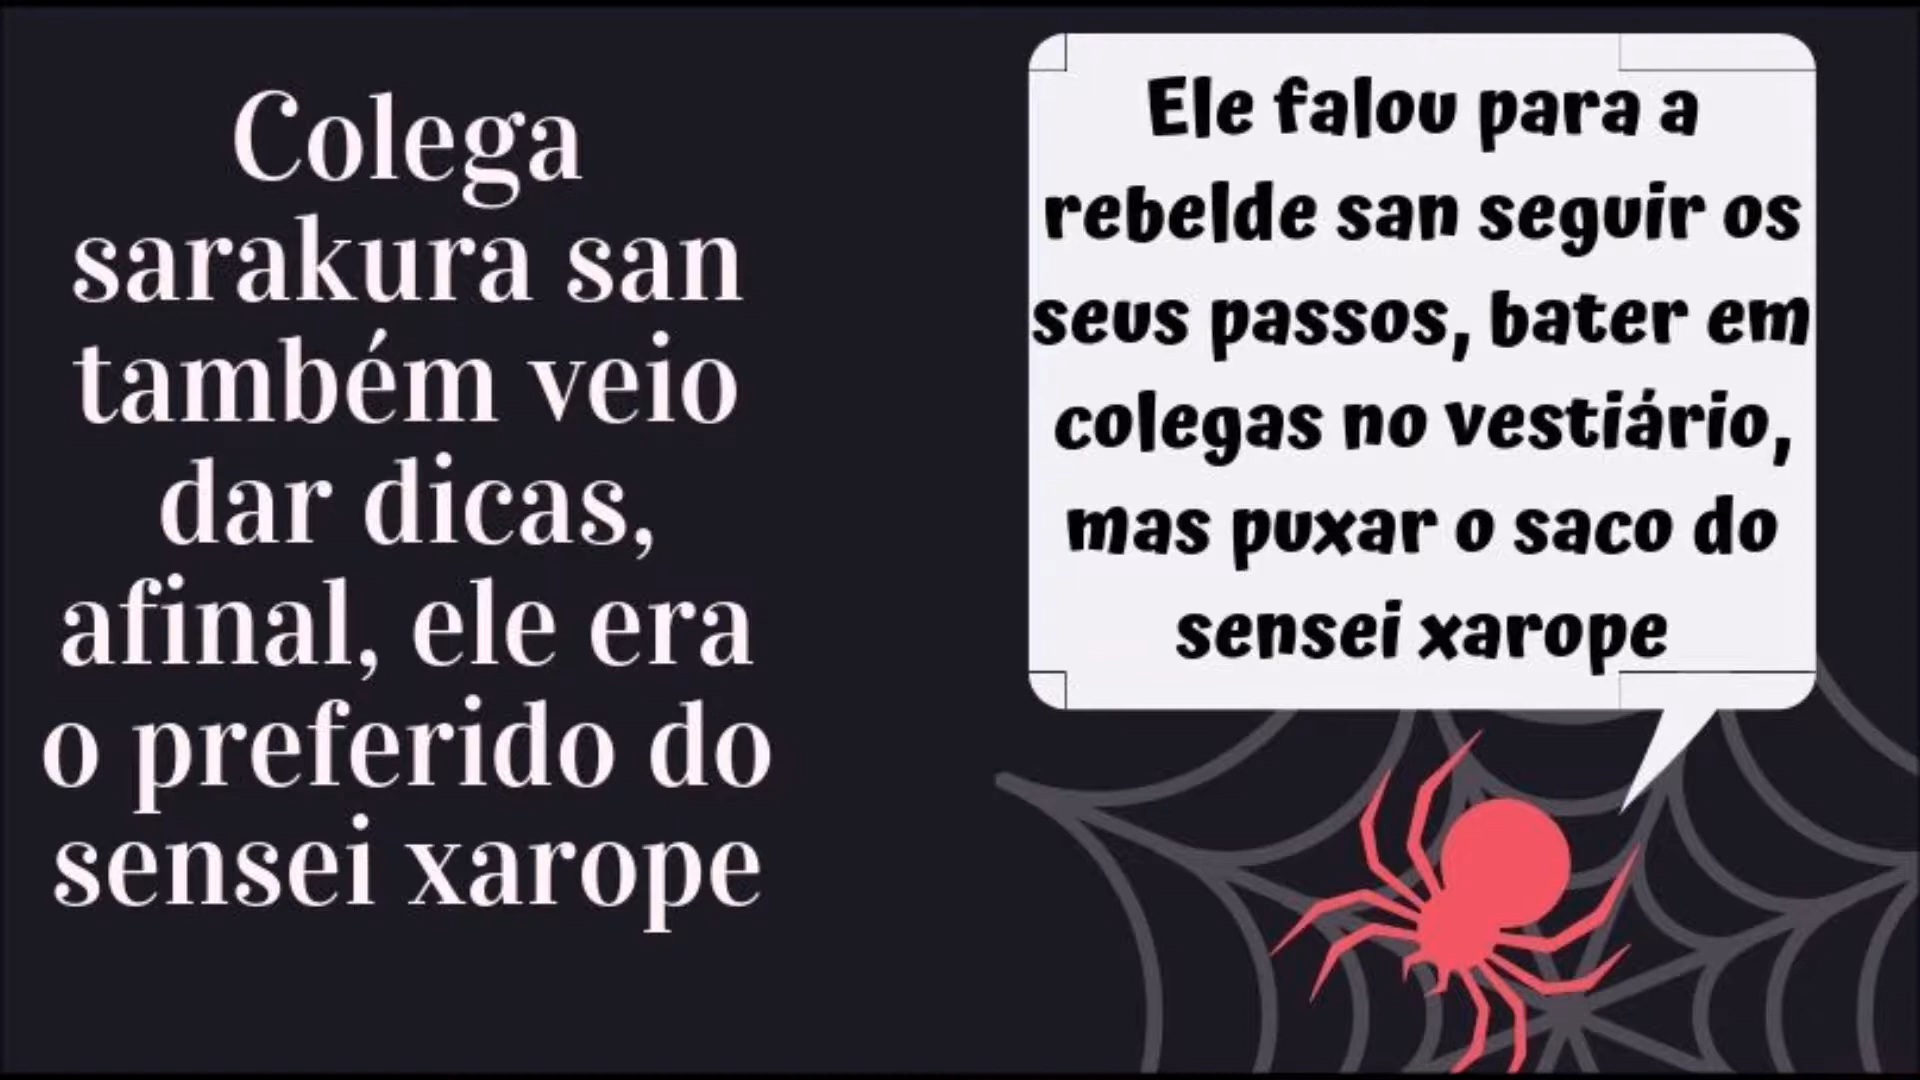 Colega
sarakura san
também veio
dar dicas,
afinal, ele era
o preferido do
sensei xarope
Ele falou para a
rebelde san seguir os
seus passos, bater em
colegas no vestiário,
mas puxar o saco do
sensei xarope